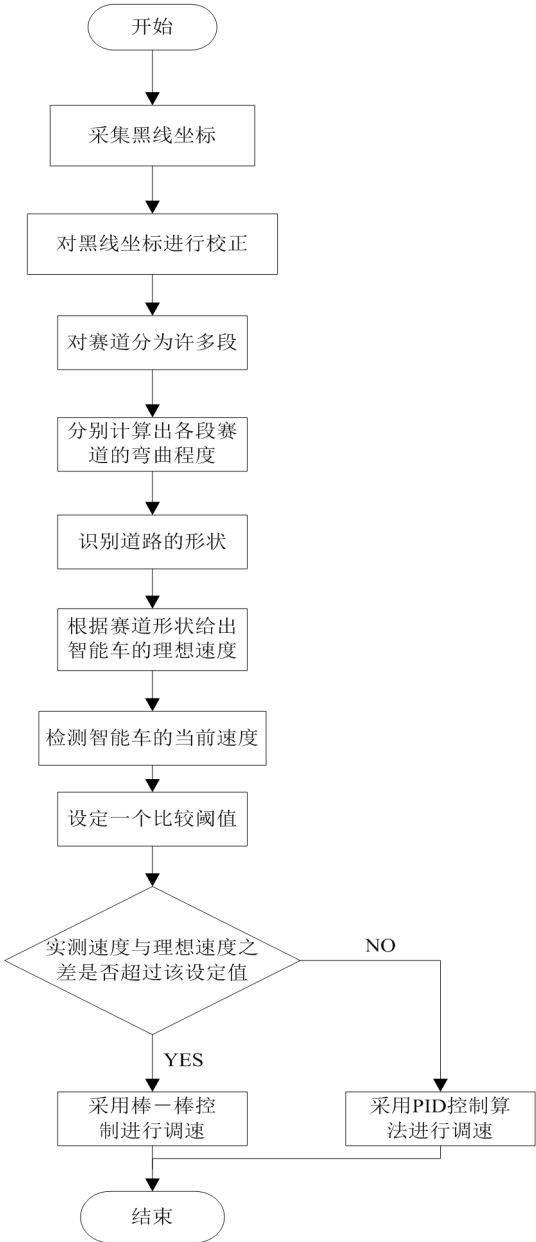 开始
采集黑线坐标
对黑线坐标进行校正
对赛道分为许多段
分别计算出各段赛
道的弯曲程度
识别道路的形状
根据赛道形状给出
智能车的理想速度
检测智能车的当前速度
设定一个比较阈值
实测速度与理想速度之
差是否超过该设定值
NO
YES
采用棒－棒控
制进行调速
采用PID控制算
法进行调速
结束